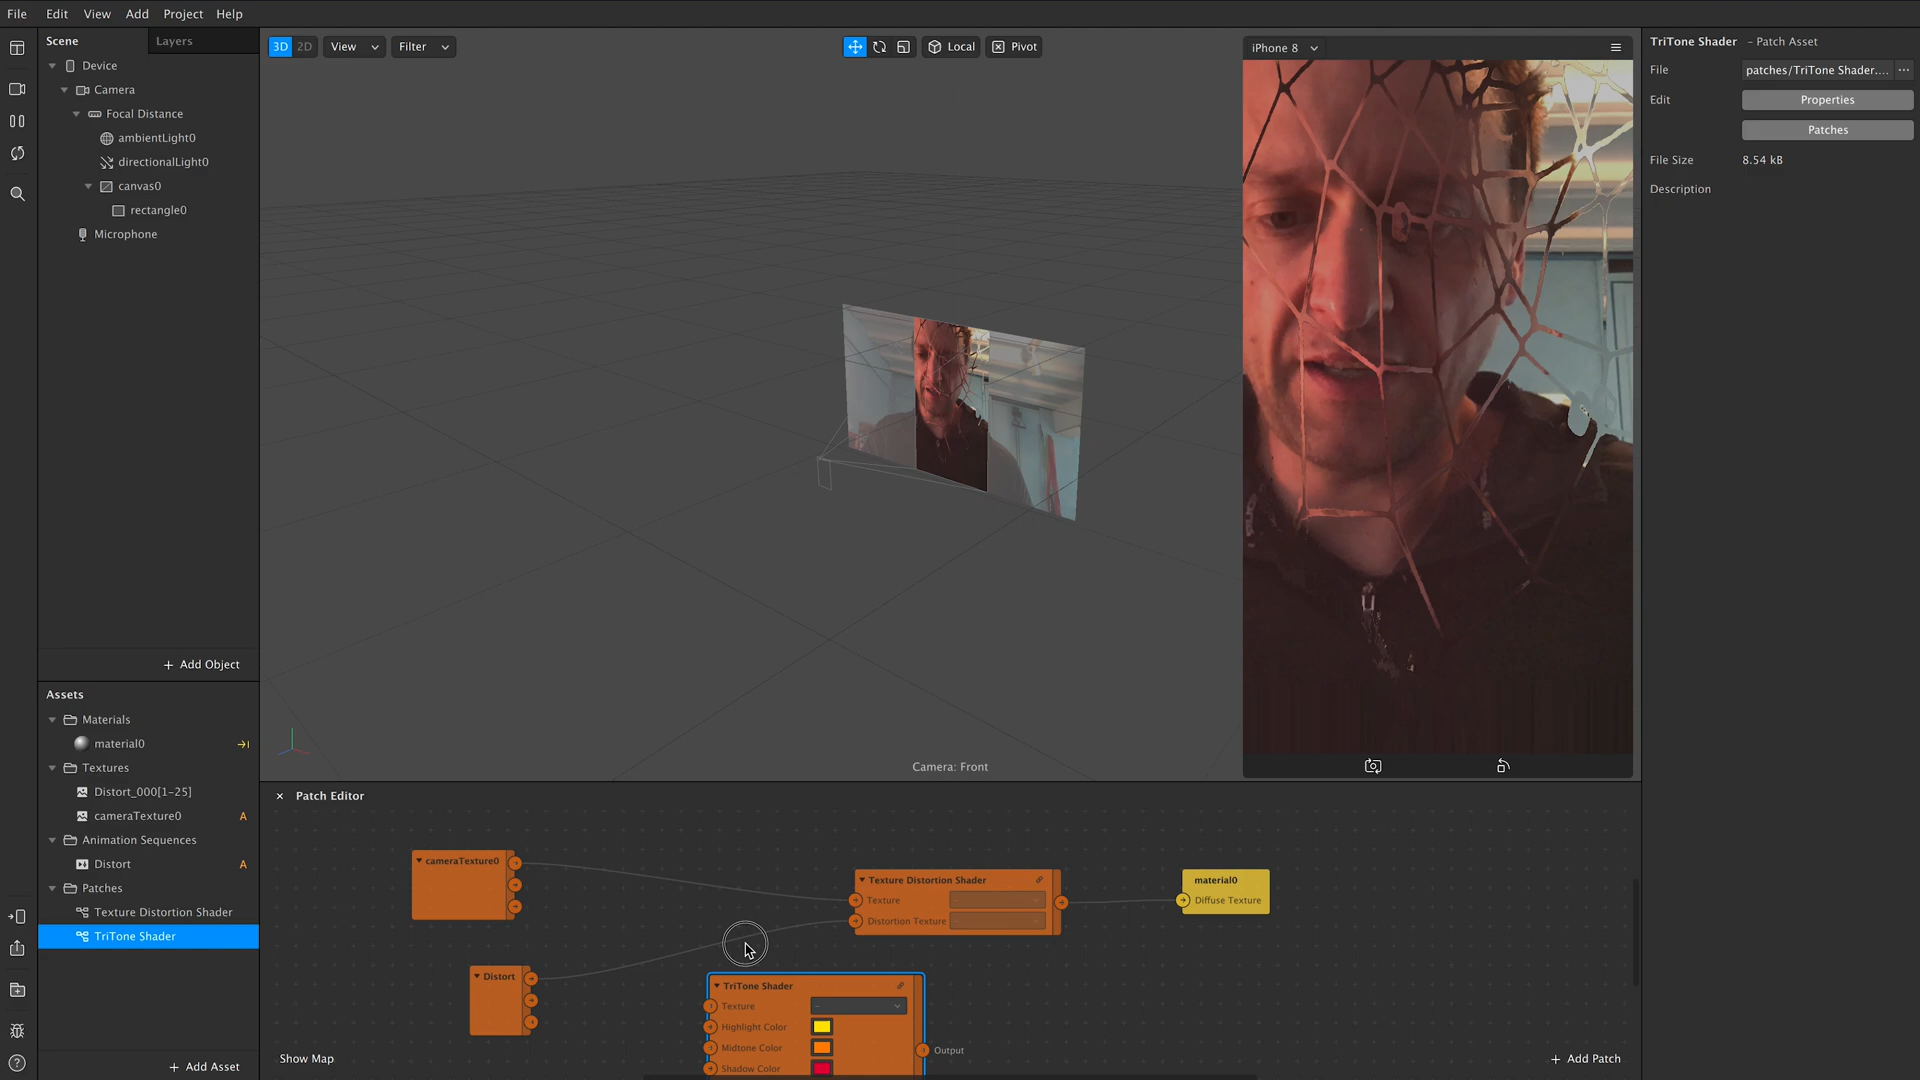 File Edit View Add Project Help
Scene Layers
Device
Camera
Focal Distance
ambientLight0
directionalLight0
canvas0
rectangle0
Microphone
+ Add Object
Assets
Materials
material0
Textures
Distort_000[1-25]
cameraTexture0 A
Animation Sequences
Distort A
Patches
Texture Distortion Shader
TriTone Shader
+ Add Asset
3D 2D View Filter
Local Pivot
Camera: Front
iPhone 8
TriTone Shader - Patch Asset
File patches/TriTone Shader....
Edit Properties
Patches
File Size 8.54 kB
Description
Patch Editor
cameraTexture0
Distort
Texture Distortion Shader
Texture
Distortion Texture
material0
Diffuse Texture
TriTone Shader
Texture
Highlight Color
Midtone Color
Shadow Color
Output
Show Map
+ Add Patch